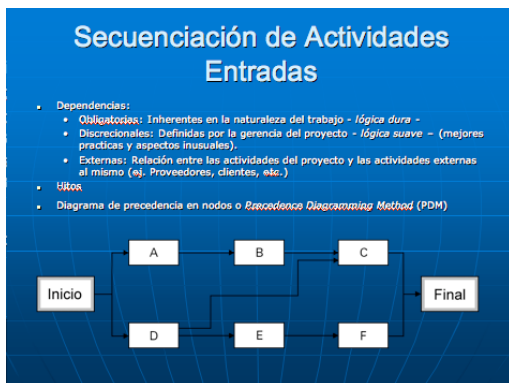 Secuenciación de Actividades
Entradas
Dependencias:
Obligatorias: Inherentes en la naturaleza del trabajo - lógica dura -
Discrecionales: Definidas por la gerencia del proyecto - lógica suave – (mejores
practicas y aspectos inusuales).
Externas: Relación entre las actividades del proyecto y las actividades externas
al mismo (ej. Proveedores, clientes, etc.)
Hitos
Diagrama de precedencia en nodos o Precedence Diagramming Method (PDM)
A B C
Inicio Final
D E F